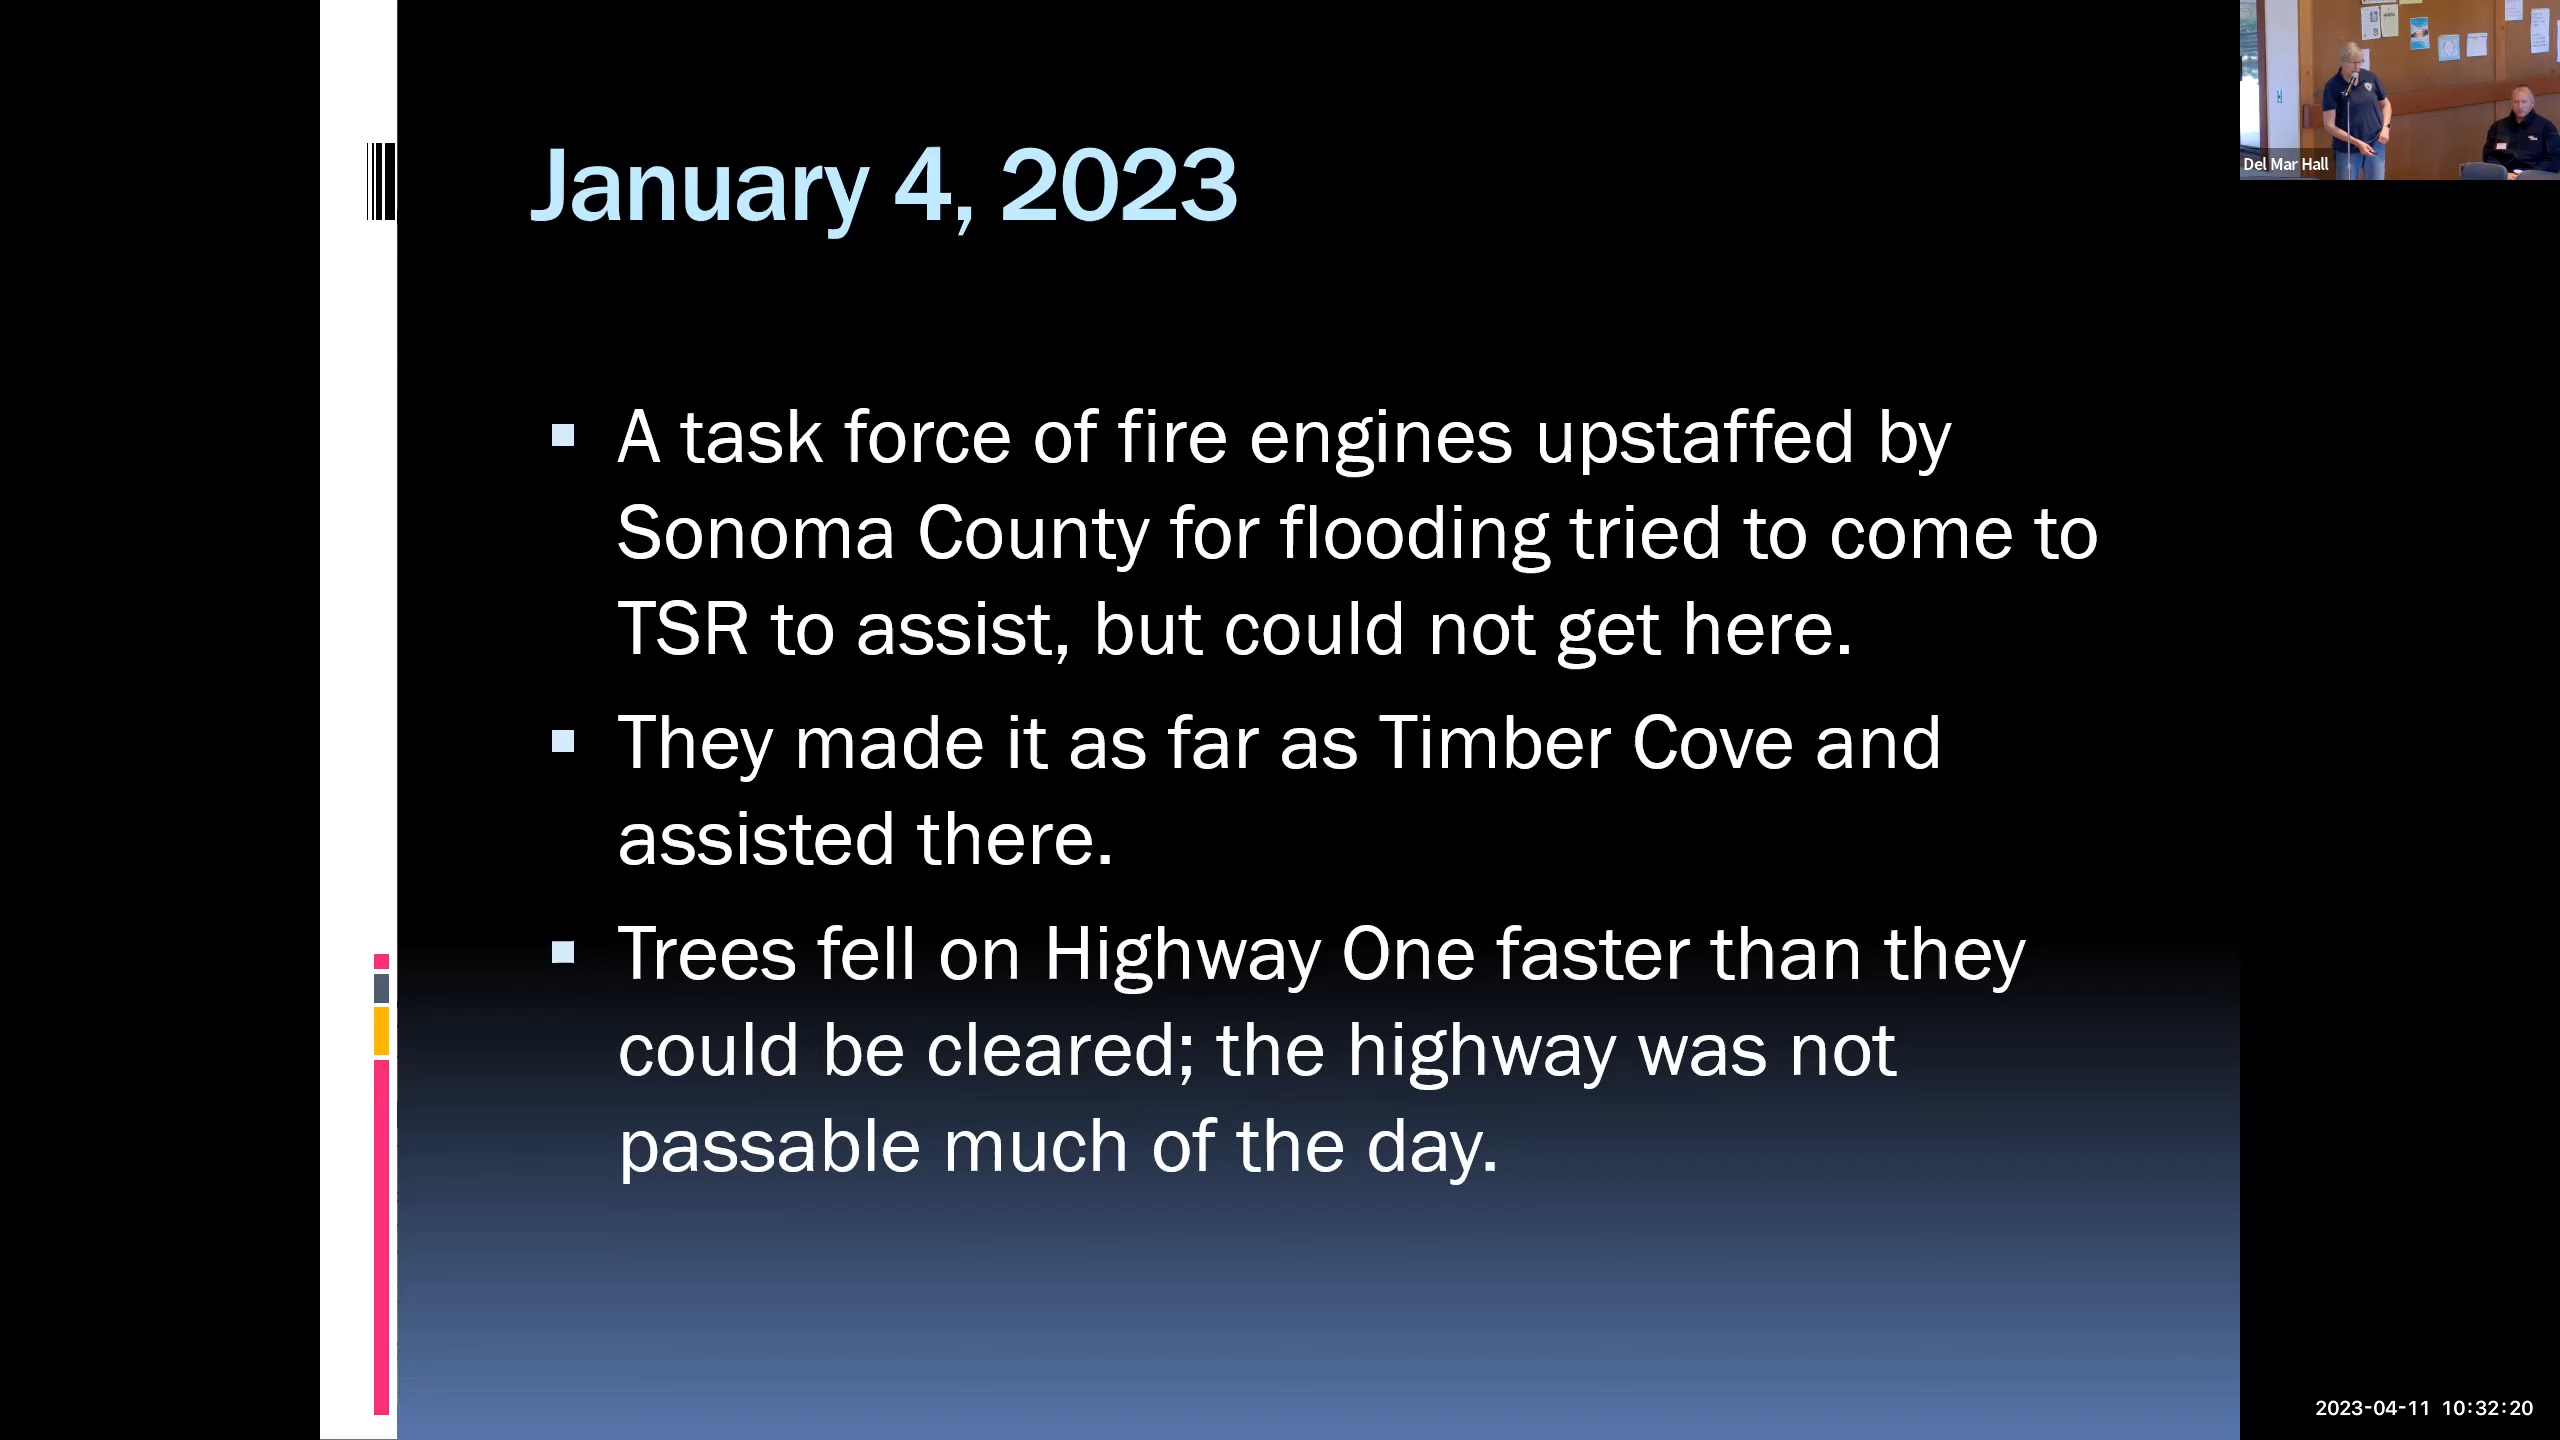 January 4, 2023
▪ A task force of fire engines upstaffed by
Sonoma County for flooding tried to come to
TSR to assist, but could not get here.
▪ They made it as far as Timber Cove and
assisted there.
▪ Trees fell on Highway One faster than they
could be cleared; the highway was not
passable much of the day.
Del Mar Hall
2023-04-11 10:32:20